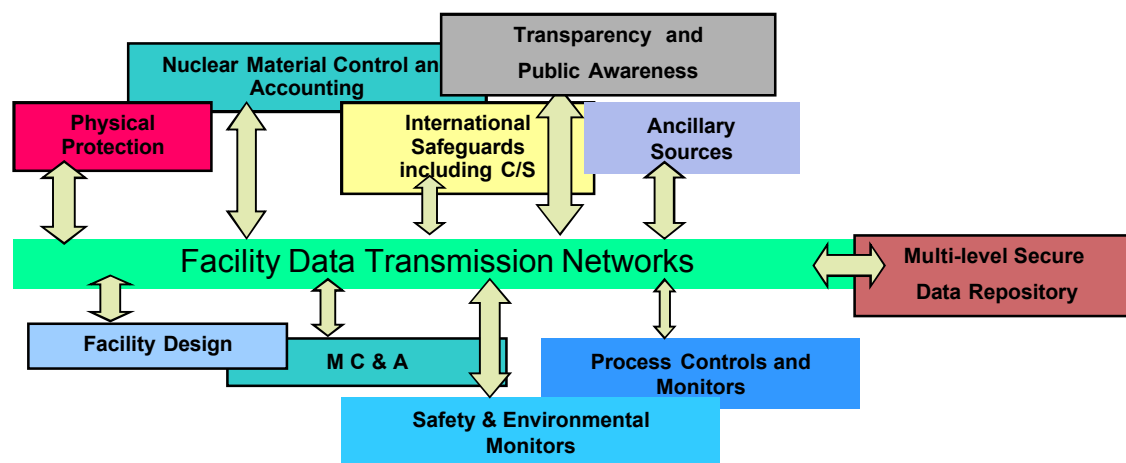 Transparency and
Public Awareness
Nuclear Material Control an
Accounting
Physical
Protection
International
Safeguards
including C/S
Ancillary
Sources
Facility Data Transmission Networks
Multi-level Secure
Data Repository
Facility Design
M C & A
Process Controls and
Monitors
Safety & Environmental
Monitors